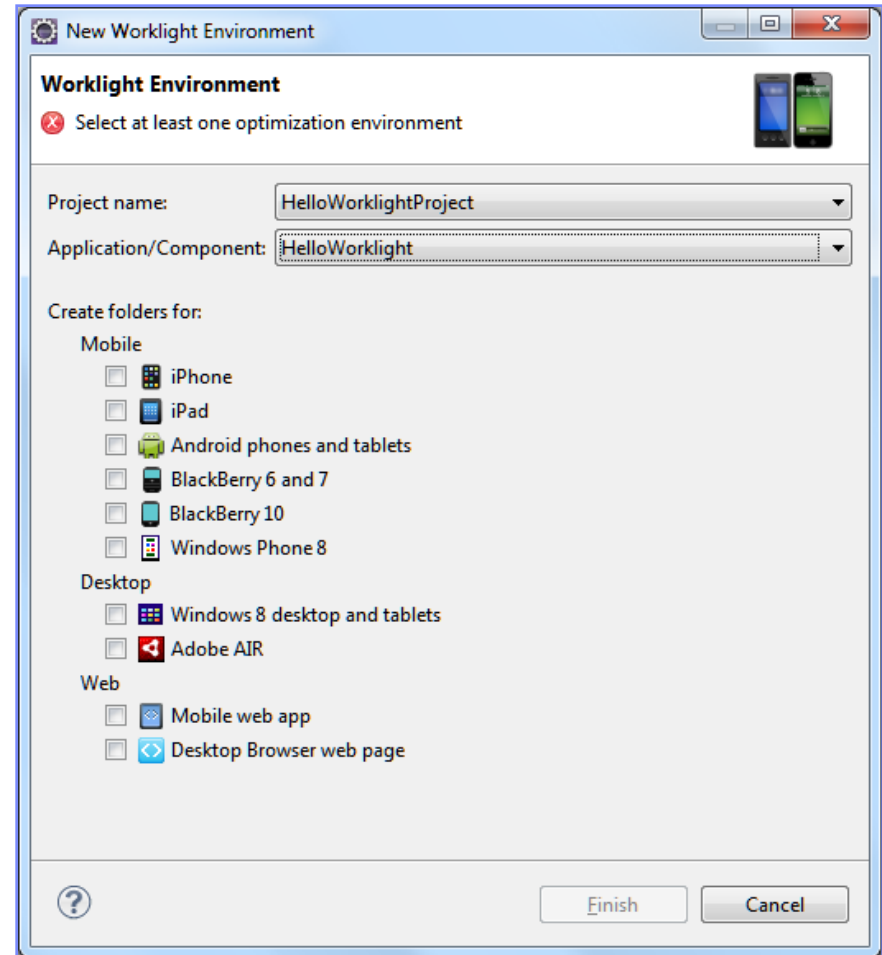 New Worklight Environment
Worklight Environment
Select at least one optimization environment
Project name: HelloWorklightProject
Application/Component: HelloWorklight
Create folders for:
Mobile
iPhone
iPad
Android phones and tablets
BlackBerry 6 and 7
BlackBerry 10
Windows Phone 8
Desktop
Windows 8 desktop and tablets
Adobe AIR
Web
Mobile web app
Desktop Browser web page
? Finish Cancel